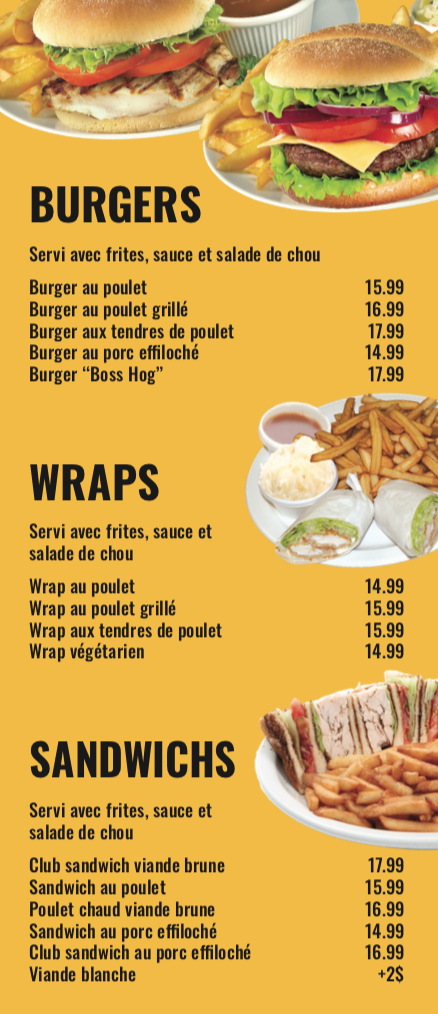 BURGERS
Servi avec frites, sauce et salade de chou
Burger au poulet 15.99
Burger au poulet grillé 16.99
Burger aux tendres de poulet 17.99
Burger au porc effiloché 14.99
Burger “Boss Hog” 17.99
WRAPS
Servi avec frites, sauce et
salade de chou
Wrap au poulet 14.99
Wrap au poulet grillé 15.99
Wrap aux tendres de poulet 15.99
Wrap végétarien 14.99
SANDWICHS
Servi avec frites, sauce et
salade de chou
Club sandwich viande brune 17.99
Sandwich au poulet 15.99
Poulet chaud viande brune 16.99
Sandwich au porc effiloché 14.99
Club sandwich au porc effiloché 16.99
Viande blanche +2$